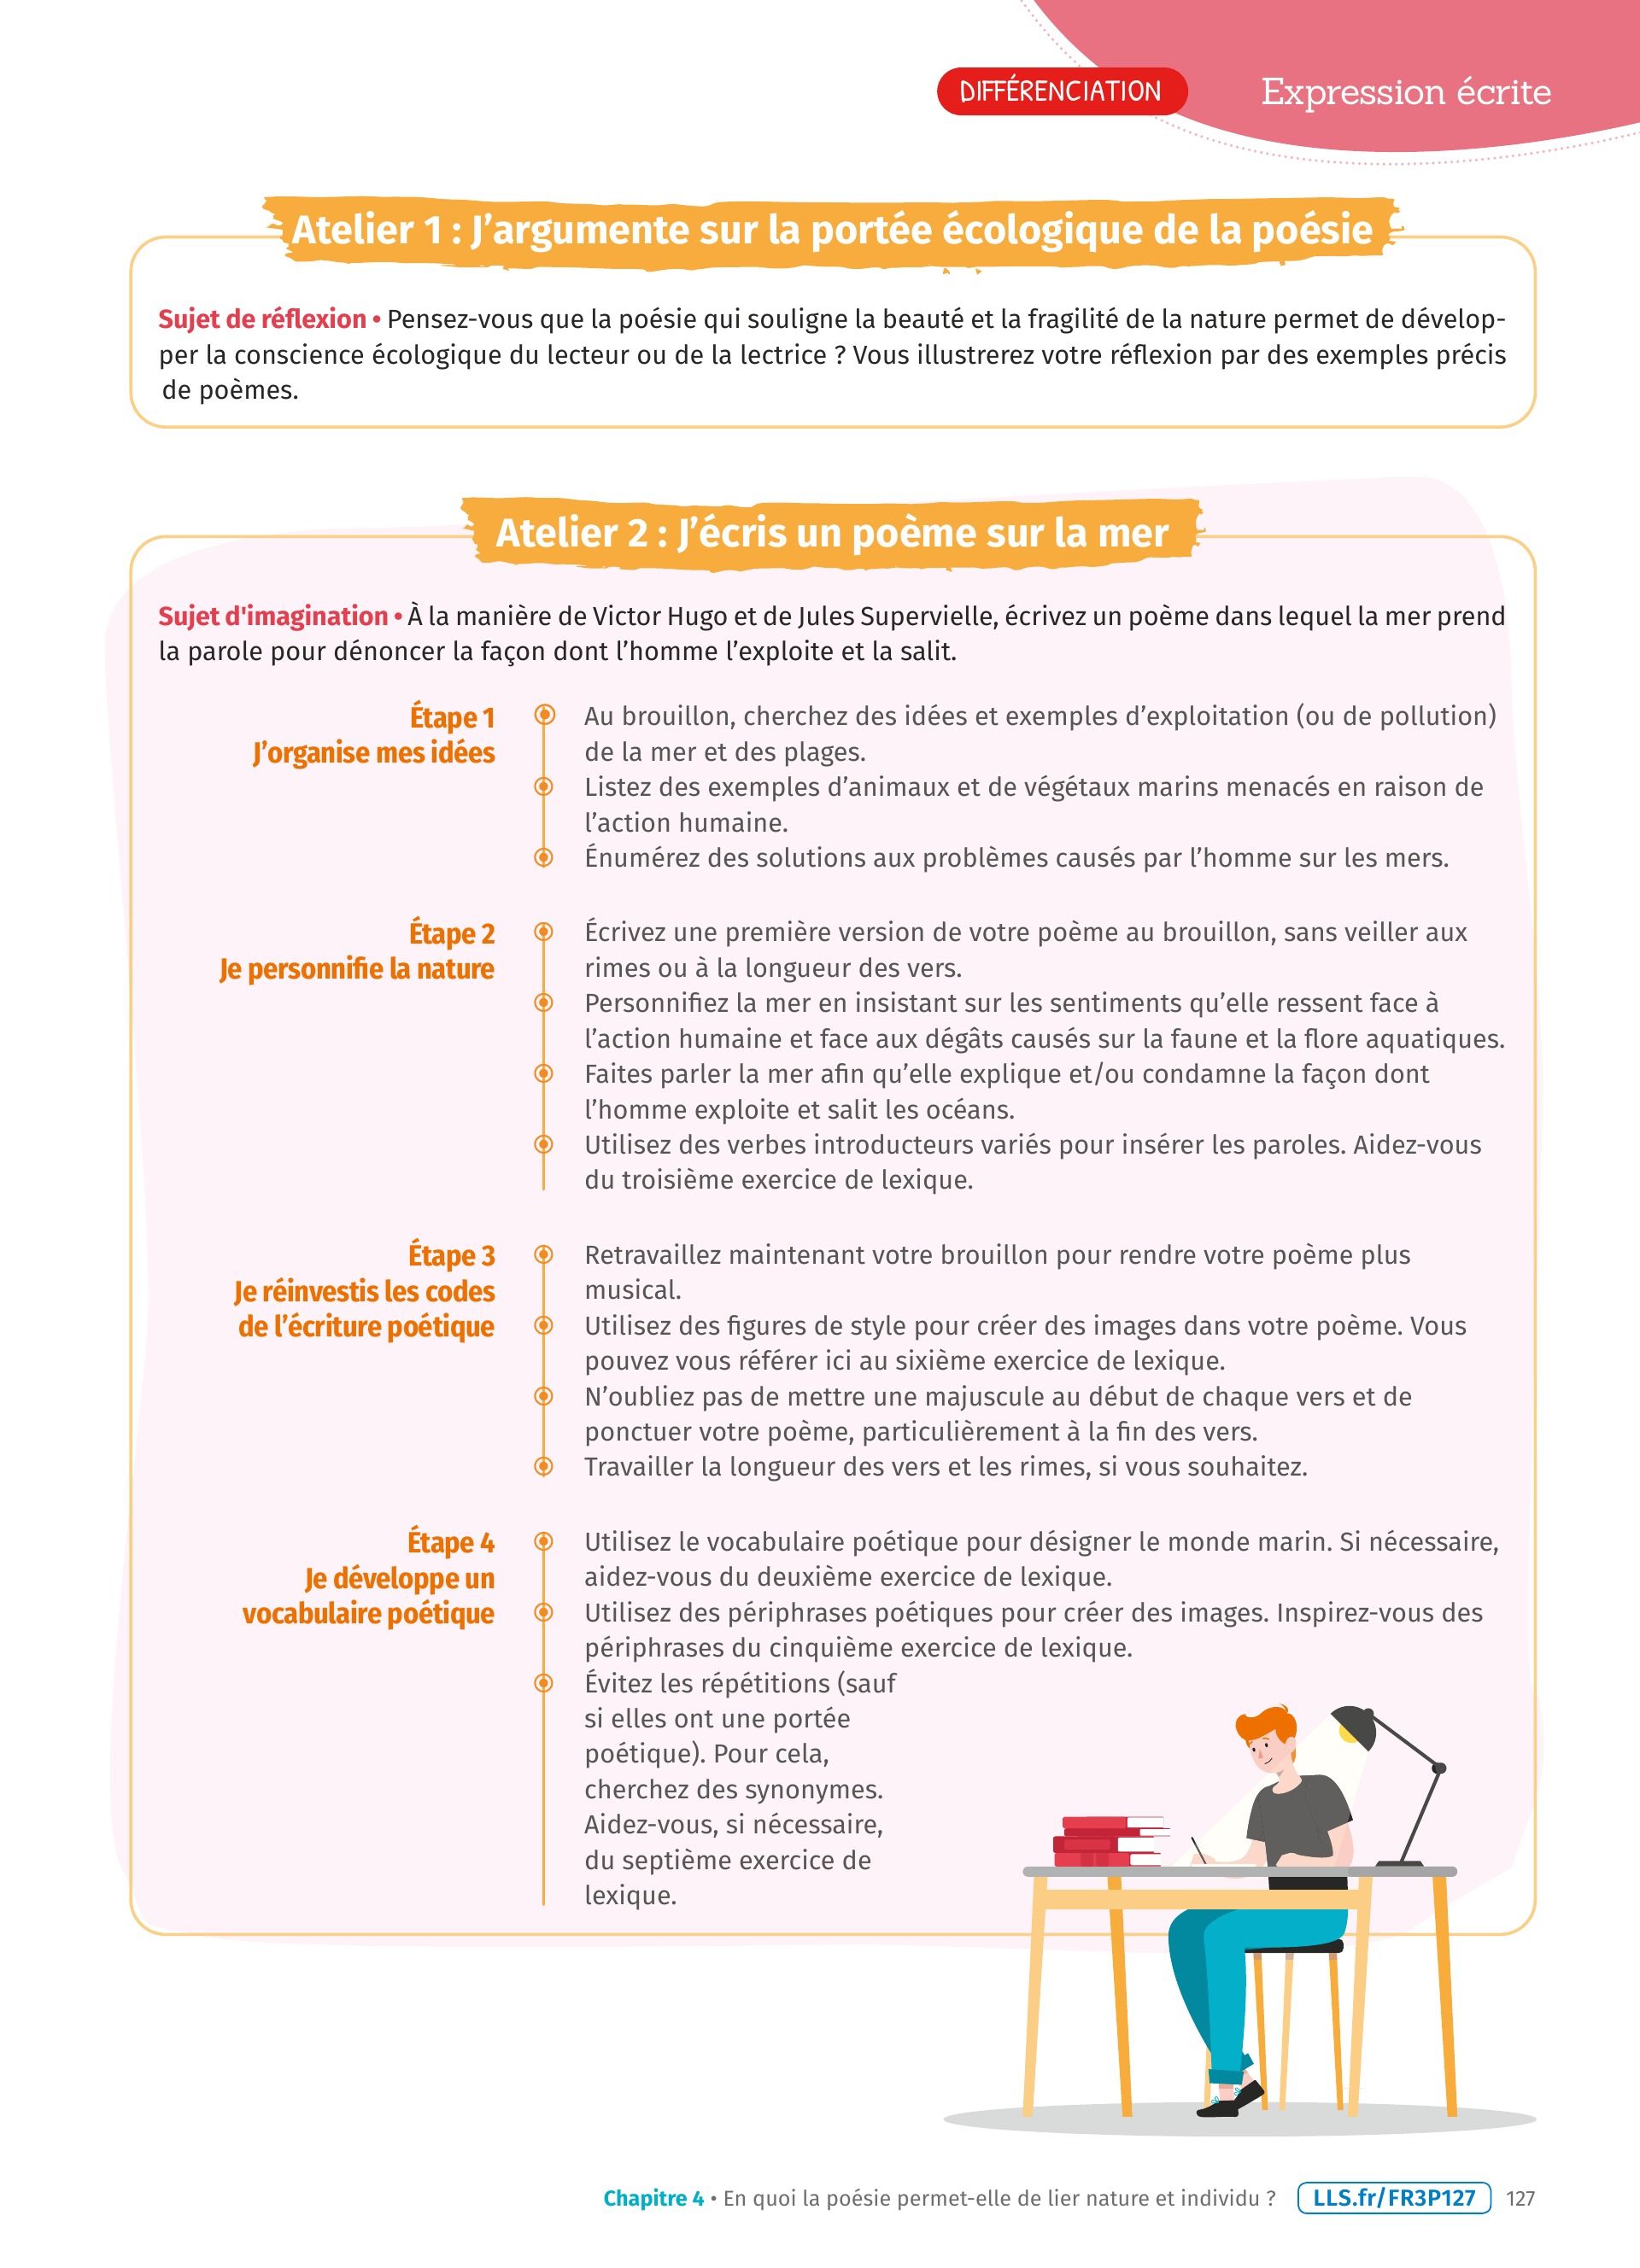 DIFFÉRENCIATION
Expression écrite
Atelier 1 : J’argumente sur la portée écologique de la poésie
Sujet de réflexion • Pensez-vous que la poésie qui souligne la beauté et la fragilité de la nature permet de dévelop-
per la conscience écologique du lecteur ou de la lectrice ? Vous illustrerez votre réflexion par des exemples précis
de poèmes.
Atelier 2 : J’écris un poème sur la mer
Sujet d'imagination • À la manière de Victor Hugo et de Jules Supervielle, écrivez un poème dans lequel la mer prend
la parole pour dénoncer la façon dont l’homme l’exploite et la salit.
Étape 1
J’organise mes idées
Au brouillon, cherchez des idées et exemples d’exploitation (ou de pollution)
de la mer et des plages.
Listez des exemples d’animaux et de végétaux marins menacés en raison de
l’action humaine.
Énumérez des solutions aux problèmes causés par l’homme sur les mers.
Étape 2
Je personnifie la nature
Écrivez une première version de votre poème au brouillon, sans veiller aux
rimes ou à la longueur des vers.
Personnifiez la mer en insistant sur les sentiments qu’elle ressent face à
l’action humaine et face aux dégâts causés sur la faune et la flore aquatiques.
Faites parler la mer afin qu’elle explique et/ou condamne la façon dont
l’homme exploite et salit les océans.
Utilisez des verbes introducteurs variés pour insérer les paroles. Aidez-vous
du troisième exercice de lexique.
Étape 3
Je réinvestis les codes
de l’écriture poétique
Retravaillez maintenant votre brouillon pour rendre votre poème plus
musical.
Utilisez des figures de style pour créer des images dans votre poème. Vous
pouvez vous référer ici au sixième exercice de lexique.
N’oubliez pas de mettre une majuscule au début de chaque vers et de
ponctuer votre poème, particulièrement à la fin des vers.
Travailler la longueur des vers et les rimes, si vous souhaitez.
Étape 4
Je développe un
vocabulaire poétique
Utilisez le vocabulaire poétique pour désigner le monde marin. Si nécessaire,
aidez-vous du deuxième exercice de lexique.
Utilisez des périphrases poétiques pour créer des images. Inspirez-vous des
périphrases du cinquième exercice de lexique.
Évitez les répétitions (sauf
si elles ont une portée
poétique). Pour cela,
cherchez des synonymes.
Aidez-vous, si nécessaire,
du septième exercice de
lexique.
Chapitre 4 • En quoi la poésie permet-elle de lier nature et individu ? LLS.fr/FR3P127 127